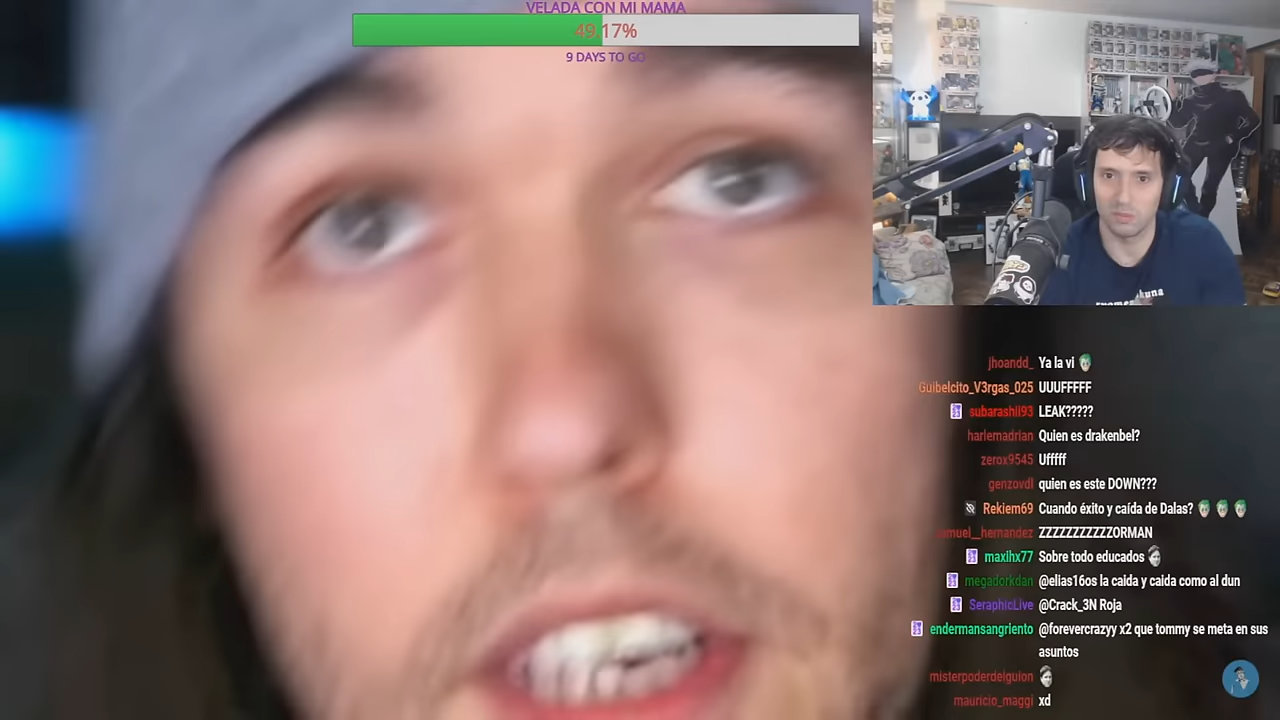 VELADA CON MI MAMA
49.17%
9 DAYS TO GO
jhoandd_ Ya la vi
Guibelcito_V3rgas_025 UUUFFFFF
subarashii93 LEAK?????
harlemadrian Quien es drakenbel?
zerox9545 Ufffff
genzovdl quien es este DOWN???
Rekiem69 Cuando éxito y caída de Dalas?
samuel__hernandez ZZZZZZZZZZZORMAN
maxlhx77 Sobre todo educados
megadorkdan @elias16os la caida y caida como al dun
SeraphicLive @Crack_3N Roja
endermansangriento @forevercrazyy x2 que tommy se meta en sus
asuntos
misterpoderdelguion
mauricio_maggi xd